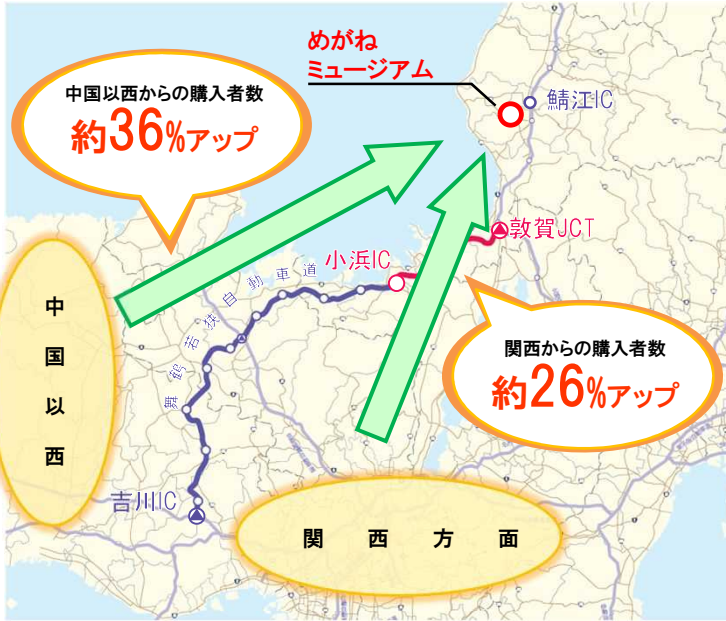 めがね
ミュージアム
鯖江IC
中国以西からの購入者数
約36%アップ
敦賀JCT
小浜IC
舞鶴若狭自動車道
中国以西
関西からの購入者数
約26%アップ
吉川IC
関西方面